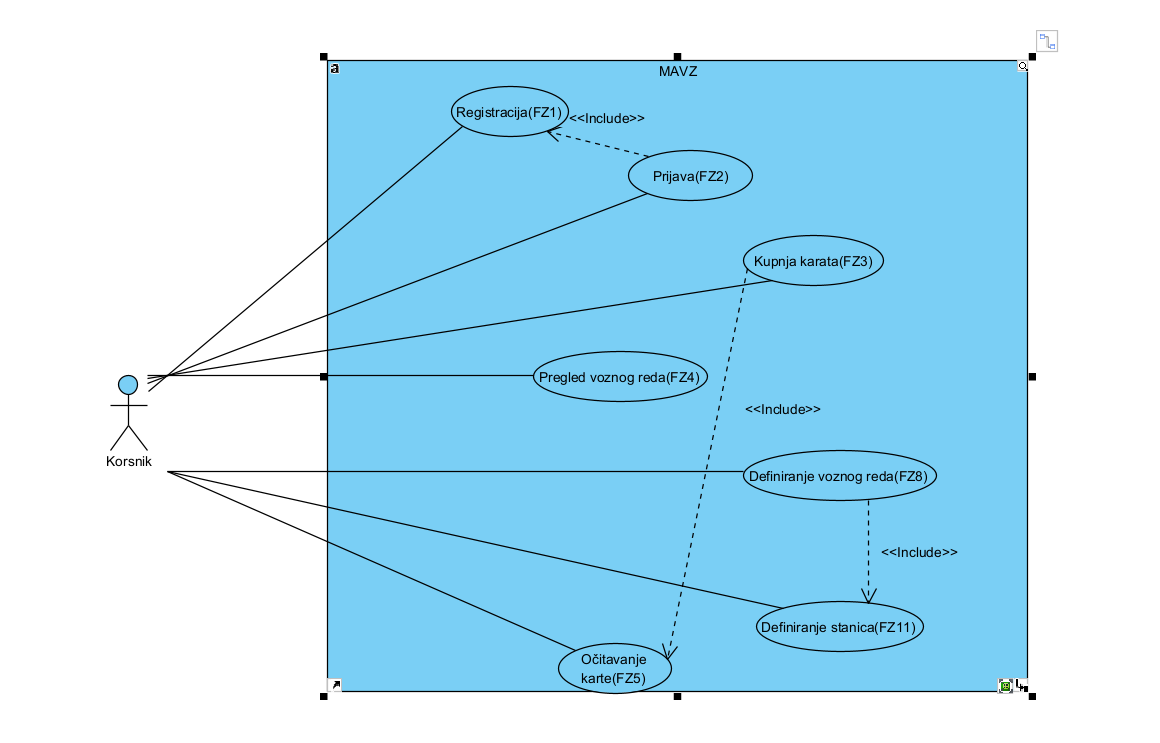 MAVZ
Registracija(FZ1)
<<Include>>
Prijava(FZ2)
Kupnja karata(FZ3)
Pregled voznog reda(FZ4)
<<Include>>
Korsnik
Definiranje voznog reda(FZ8)
<<Include>>
Definiranje stanica(FZ11)
Očitavanje
karte(FZ5)